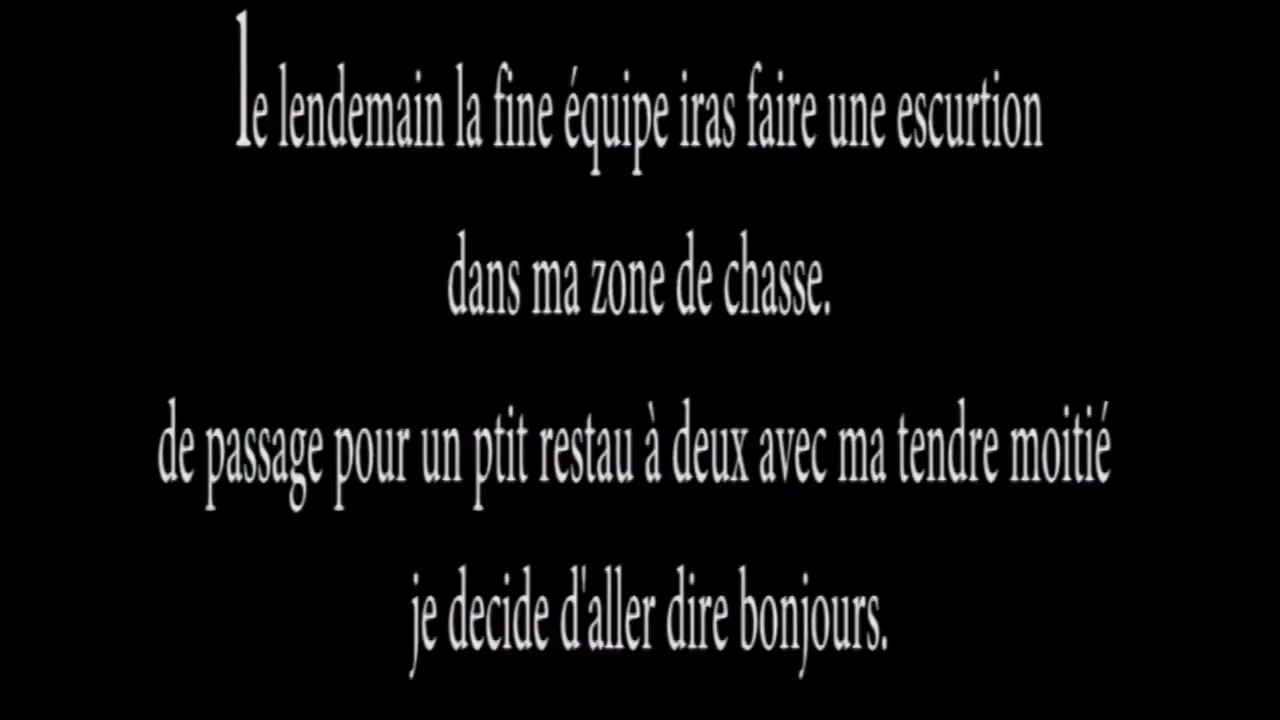 le lendemain la fine équipe iras faire une escurtion
dans ma zone de chasse.
de passage pour un ptit restau à deux avec ma tendre moitié
je decide d'aller dire bonjours.